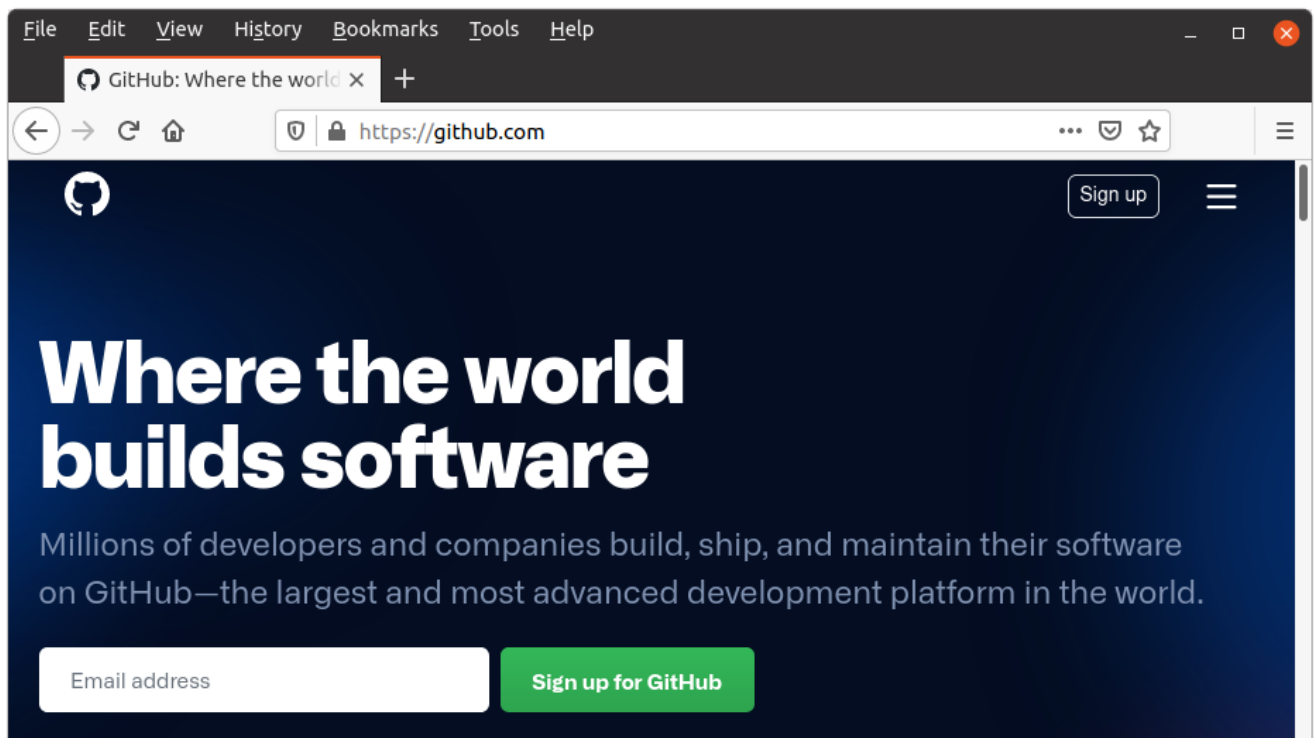 File Edit View History Bookmarks Tools Help
GitHub: Where the world
https://github.com
Sign up
Where the world
builds software
Millions of developers and companies build, ship, and maintain their software
on GitHub—the largest and most advanced development platform in the world.
Email address Sign up for GitHub